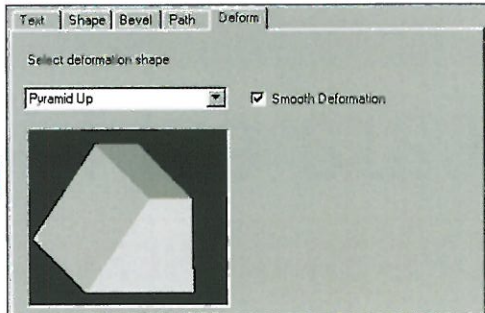 Text Shape Bevel Path Deform
Select deformation shape
Pyramid Up Smooth Deformation